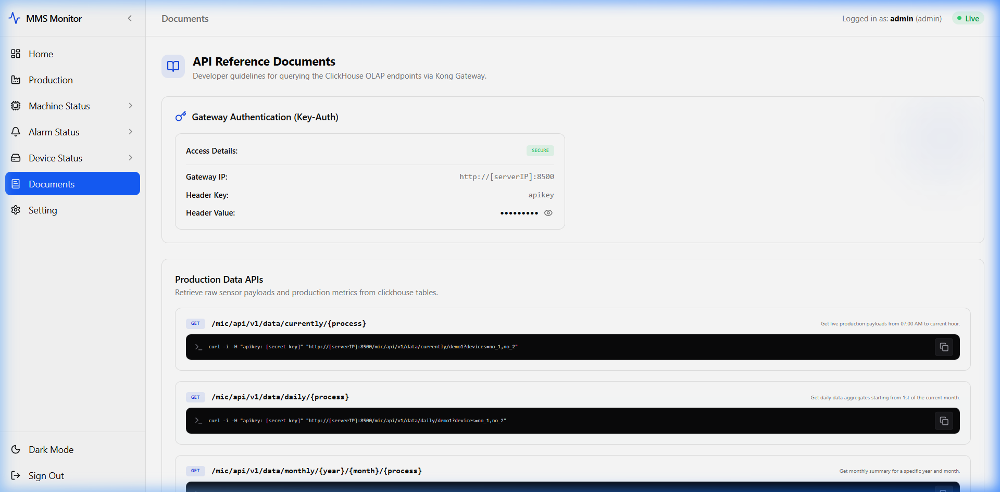 MMS Monitor
Documents
Logged in as: admin (admin)
Live
Home
Production
Machine Status
Alarm Status
Device Status
Documents
Setting
Dark Mode
Sign Out
API Reference Documents
Developer guidelines for querying the ClickHouse OLAP endpoints via Kong Gateway.
Gateway Authentication (Key-Auth)
Access Details:
SECURE
Gateway IP:
http://[serverIP]:8500
Header Key:
apikey
Header Value:
•••••••••
Production Data APIs
Retrieve raw sensor payloads and production metrics from clickhouse tables.
GET /mic/api/v1/data/currently/{process}
Get live production payloads from 07:00 AM to current hour.
>_ curl -i -H "apikey: [secret key]" "http://[serverIP]:8500/mic/api/v1/data/currently/demo1?devices=no_1,no_2"
GET /mic/api/v1/data/daily/{process}
Get daily data aggregates starting from 1st of the current month.
>_ curl -i -H "apikey: [secret key]" "http://[serverIP]:8500/mic/api/v1/data/daily/demo1?devices=no_1,no_2"
GET /mic/api/v1/data/monthly/{year}/{month}/{process}
Get monthly summary for a specific year and month.